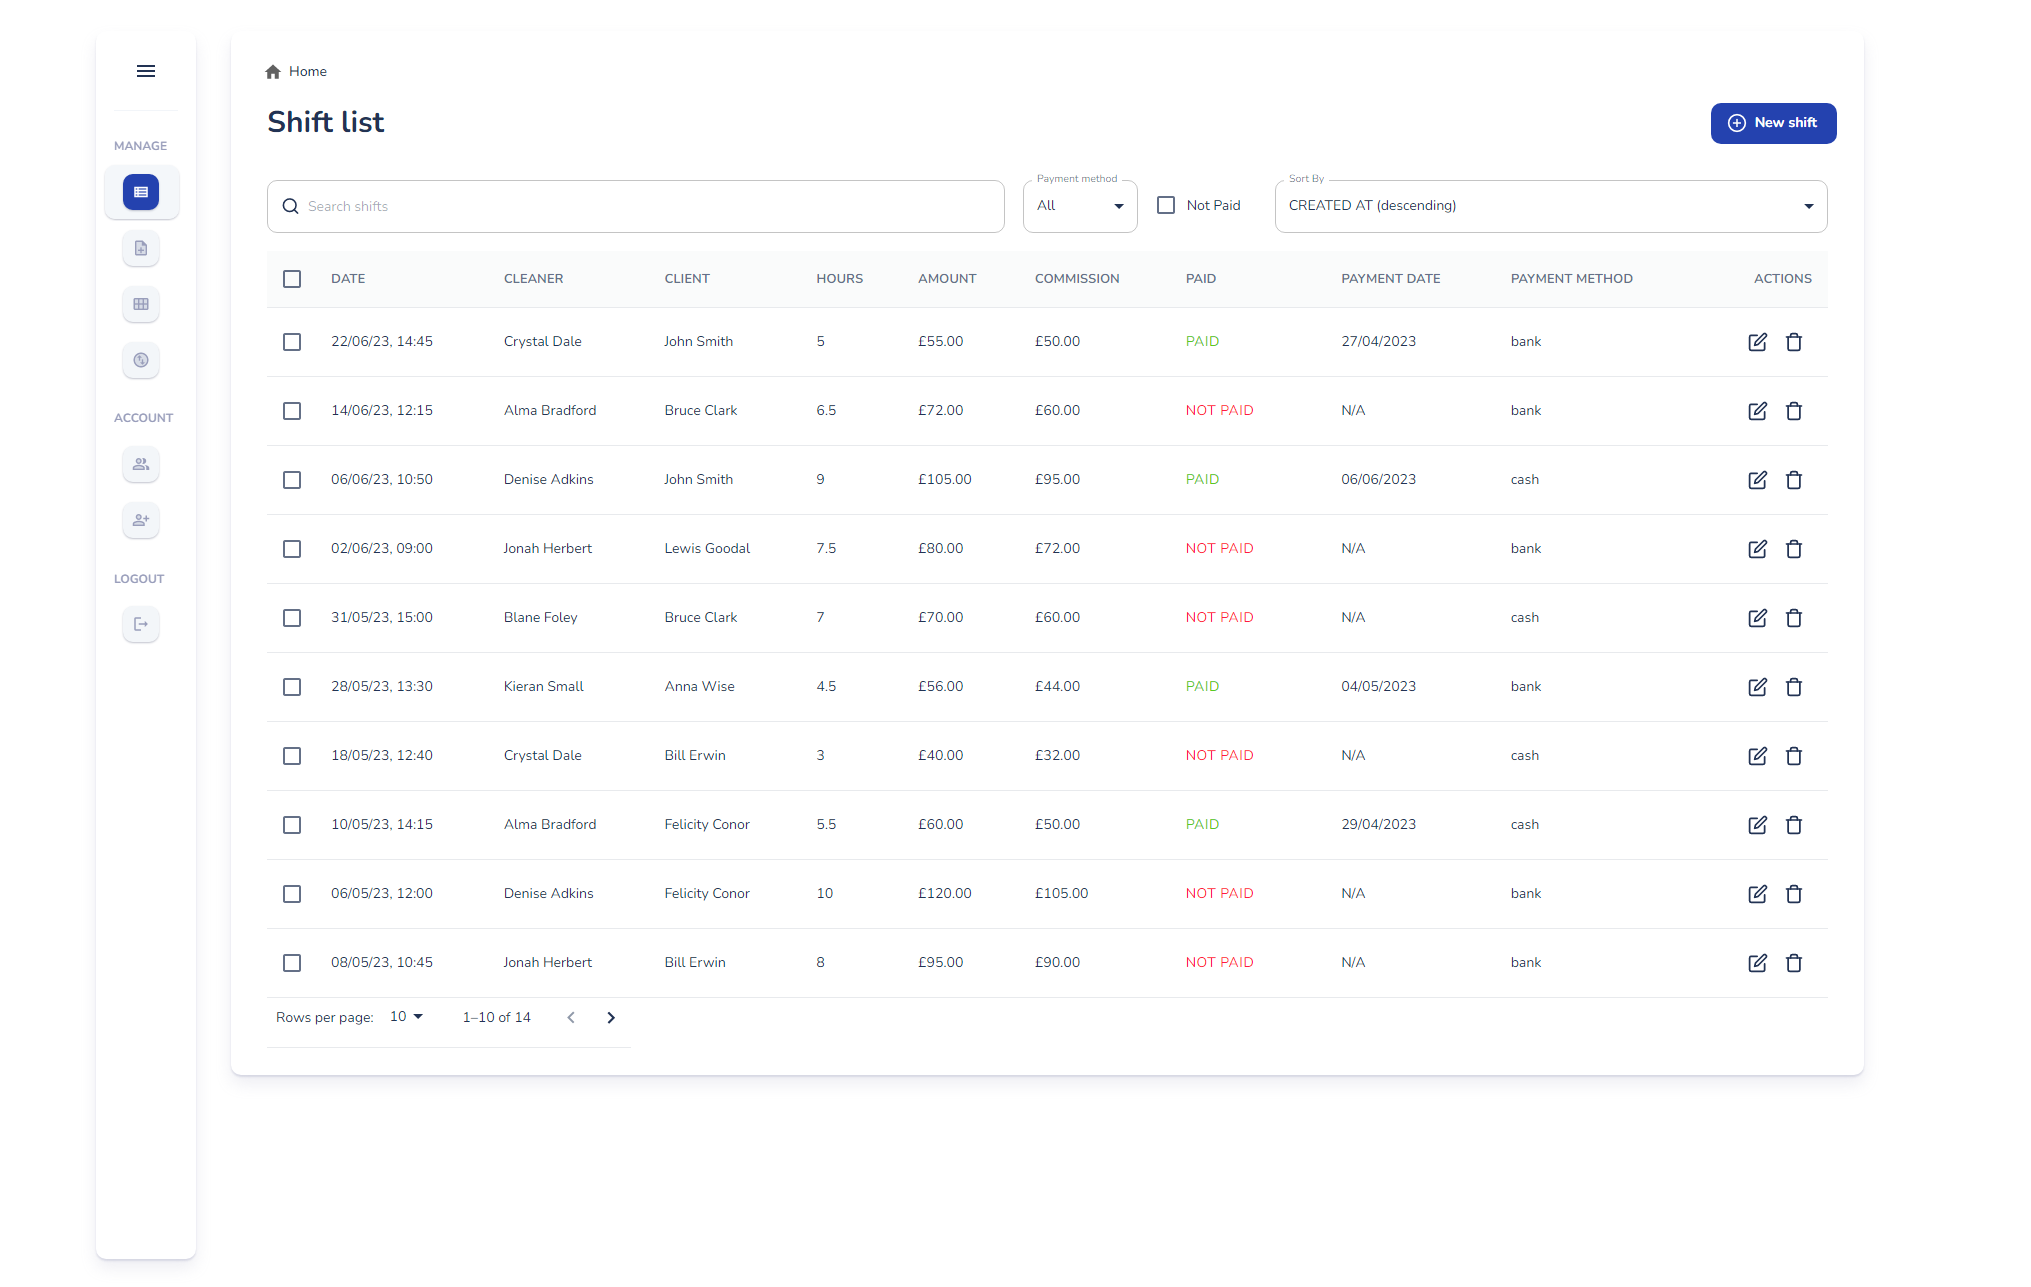 Home
Shift list
New shift
MANAGE
ACCOUNT
LOGOUT
Search shifts
Payment method
All
Not Paid
Sort By
CREATED AT (descending)
DATE CLEANER CLIENT HOURS AMOUNT COMMISSION PAID PAYMENT DATE PAYMENT METHOD ACTIONS
22/06/23, 14:45 Crystal Dale John Smith 5 £55.00 £50.00 PAID 27/04/2023 bank
14/06/23, 12:15 Alma Bradford Bruce Clark 6.5 £72.00 £60.00 NOT PAID N/A bank
06/06/23, 10:50 Denise Adkins John Smith 9 £105.00 £95.00 PAID 06/06/2023 cash
02/06/23, 09:00 Jonah Herbert Lewis Goodal 7.5 £80.00 £72.00 NOT PAID N/A bank
31/05/23, 15:00 Blane Foley Bruce Clark 7 £70.00 £60.00 NOT PAID N/A cash
28/05/23, 13:30 Kieran Small Anna Wise 4.5 £56.00 £44.00 PAID 04/05/2023 bank
18/05/23, 12:40 Crystal Dale Bill Erwin 3 £40.00 £32.00 NOT PAID N/A cash
10/05/23, 14:15 Alma Bradford Felicity Conor 5.5 £60.00 £50.00 PAID 29/04/2023 cash
06/05/23, 12:00 Denise Adkins Felicity Conor 10 £120.00 £105.00 NOT PAID N/A bank
08/05/23, 10:45 Jonah Herbert Bill Erwin 8 £95.00 £90.00 NOT PAID N/A bank
Rows per page: 10 1–10 of 14